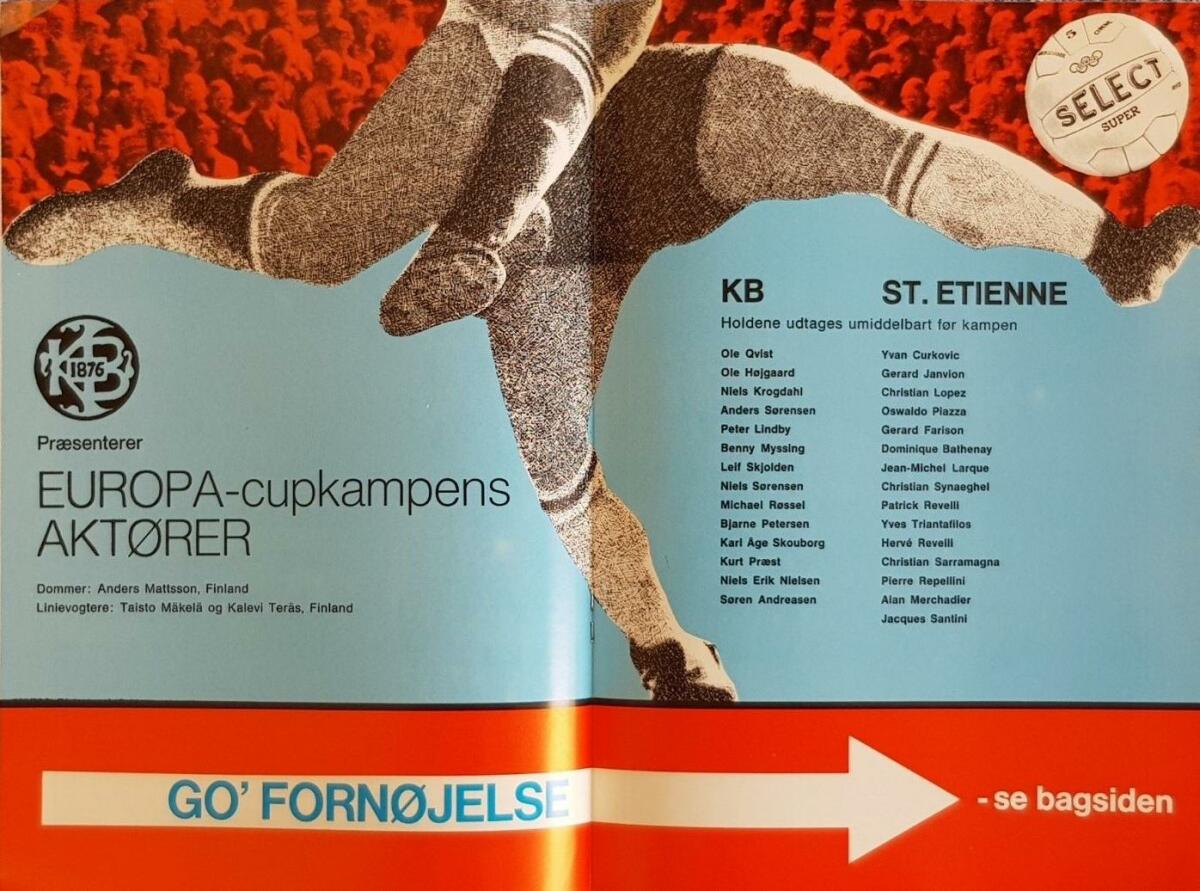 5
SELECT
SUPER
KB
1876
Præsenterer
EUROPA-cupkampens
AKTØRER
Dommer: Anders Mattsson, Finland
Linievogtere: Taisto Mäkelä og Kalevi Teräs, Finland
KB
Holdene udtages umiddelbart før kampen
Ole Qvist
Ole Højgaard
Niels Krogdahl
Anders Sørensen
Peter Lindby
Benny Myssing
Leif Skjolden
Niels Sørensen
Michael Røssel
Bjarne Petersen
Karl Åge Skouborg
Kurt Præst
Niels Erik Nielsen
Søren Andreasen
ST. ETIENNE
Yvan Curkovic
Gerard Janvion
Christian Lopez
Oswaldo Piazza
Gerard Farison
Dominique Bathenay
Jean-Michel Larque
Christian Synaeghel
Patrick Revelli
Yves Triantafilos
Hervé Revelli
Christian Sarramagna
Pierre Repellini
Alan Merchadier
Jacques Santini
GO' FORNØJELSE
- se bagsiden